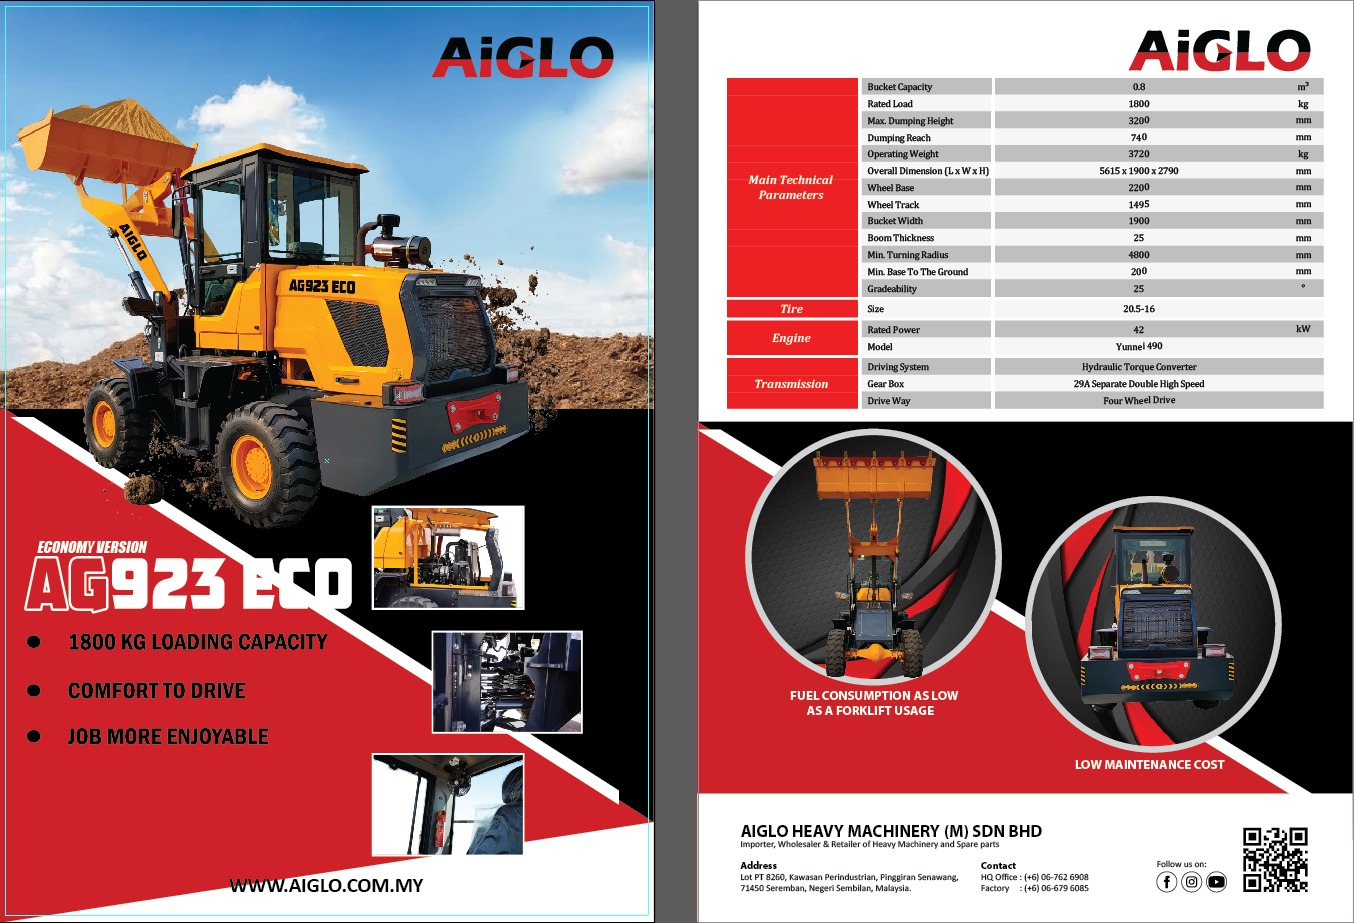 AiGLO
AiGLO
AG923 ECO
ECONOMY VERSION
AG923 ECO
● 1800 KG LOADING CAPACITY
● COMFORT TO DRIVE
● JOB MORE ENJOYABLE
WWW.AIGLO.COM.MY
AiGLO
Main Technical
Parameters
Bucket Capacity 0.8 m³
Rated Load 1800 kg
Max. Dumping Height 3200 mm
Dumping Reach 740 mm
Operating Weight 3720 kg
Overall Dimension (L x W x H) 5615 x 1900 x 2790 mm
Wheel Base 2200 mm
Wheel Track 1495 mm
Bucket Width 1900 mm
Boom Thickness 25 mm
Min. Turning Radius 4800 mm
Min. Base To The Ground 200 mm
Gradeability 25 °
Tire Size 20.5-16
Engine
Rated Power 42 kW
Model Yunnei 490
Transmission
Driving System Hydraulic Torque Converter
Gear Box 29A Separate Double High Speed
Drive Way Four Wheel Drive
FUEL CONSUMPTION AS LOW
AS A FORKLIFT USAGE
LOW MAINTENANCE COST
AIGLO HEAVY MACHINERY (M) SDN BHD
Importer, Wholesaler & Retailer of Heavy Machinery and Spare parts
Address
Lot PT 8260, Kawasan Perindustrian, Pinggiran Senawang,
71450 Seremban, Negeri Sembilan, Malaysia.
Contact
HQ Office : (+6) 06-762 6908
Factory : (+6) 06-679 6085
Follow us on: